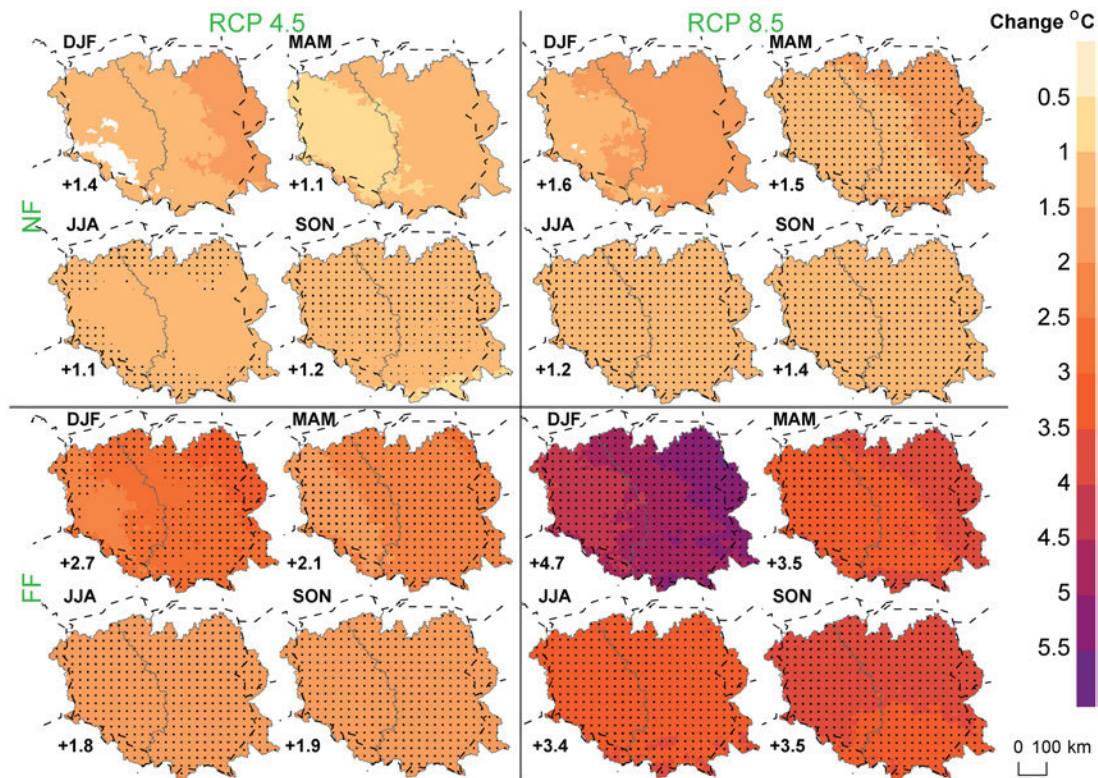 RCP 4.5
RCP 8.5
Change °C
DJF
MAM
DJF
MAM
+1.4
+1.1
+1.6
+1.5
NF
JJA
SON
JJA
SON
+1.1
+1.2
+1.2
+1.4
DJF
MAM
DJF
MAM
+2.7
+2.1
+4.7
+3.5
FF
JJA
SON
JJA
SON
+1.8
+1.9
+3.4
+3.5
0.5
1
1.5
2
2.5
3
3.5
4
4.5
5
5.5
0 100 km